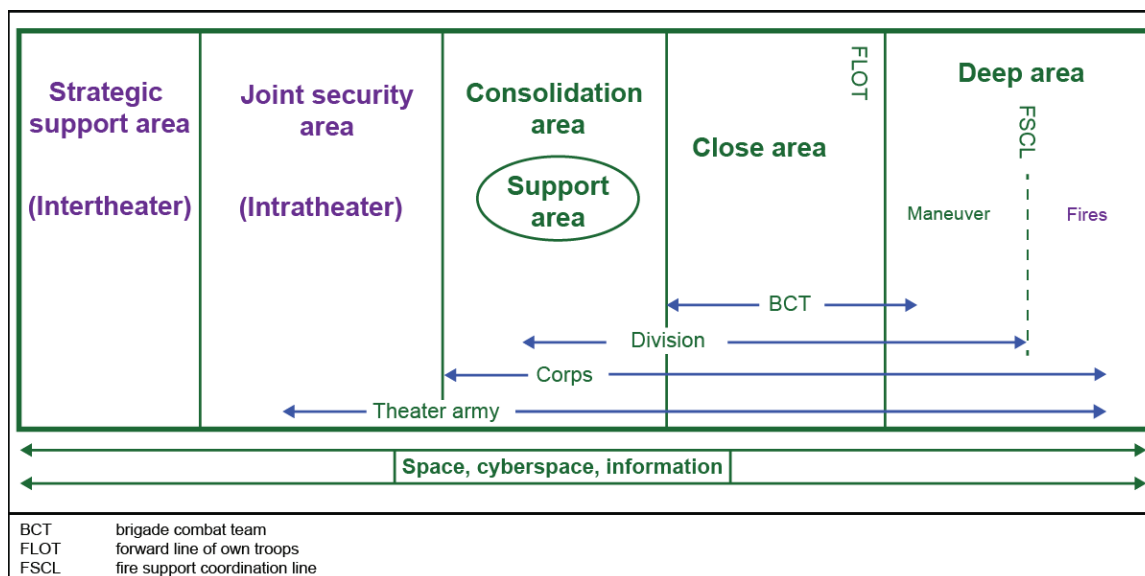 Strategic
support area
(Intertheater)
Joint security
area
(Intratheater)
Consolidation
area
Support
area
Close area
FLOT
Deep area
FSCL
Maneuver
Fires
BCT
Division
Corps
Theater army
Space, cyberspace, information
BCT brigade combat team
FLOT forward line of own troops
FSCL fire support coordination line